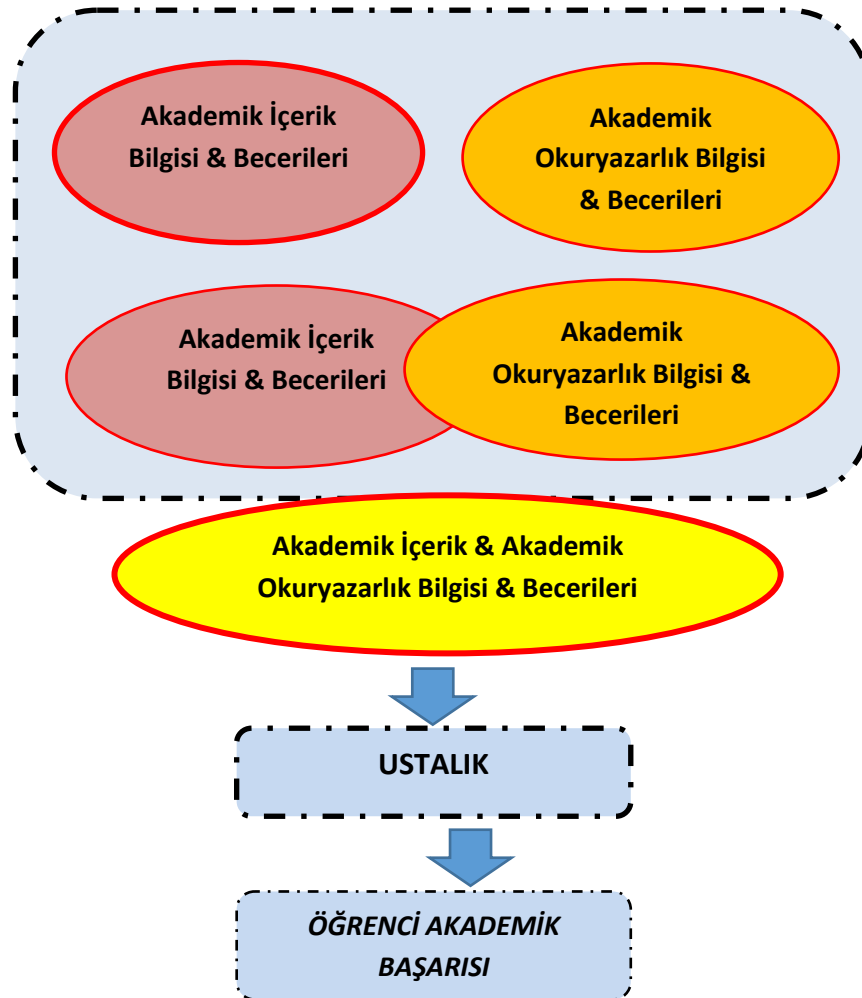 Akademik İçerik
Bilgisi & Becerileri
Akademik
Okuryazarlık Bilgisi
& Becerileri
Akademik İçerik
Bilgisi & Becerileri
Akademik
Okuryazarlık Bilgisi &
Becerileri
Akademik İçerik & Akademik
Okuryazarlık Bilgisi & Becerileri
USTALIK
ÖĞRENCİ AKADEMİK
BAŞARISI